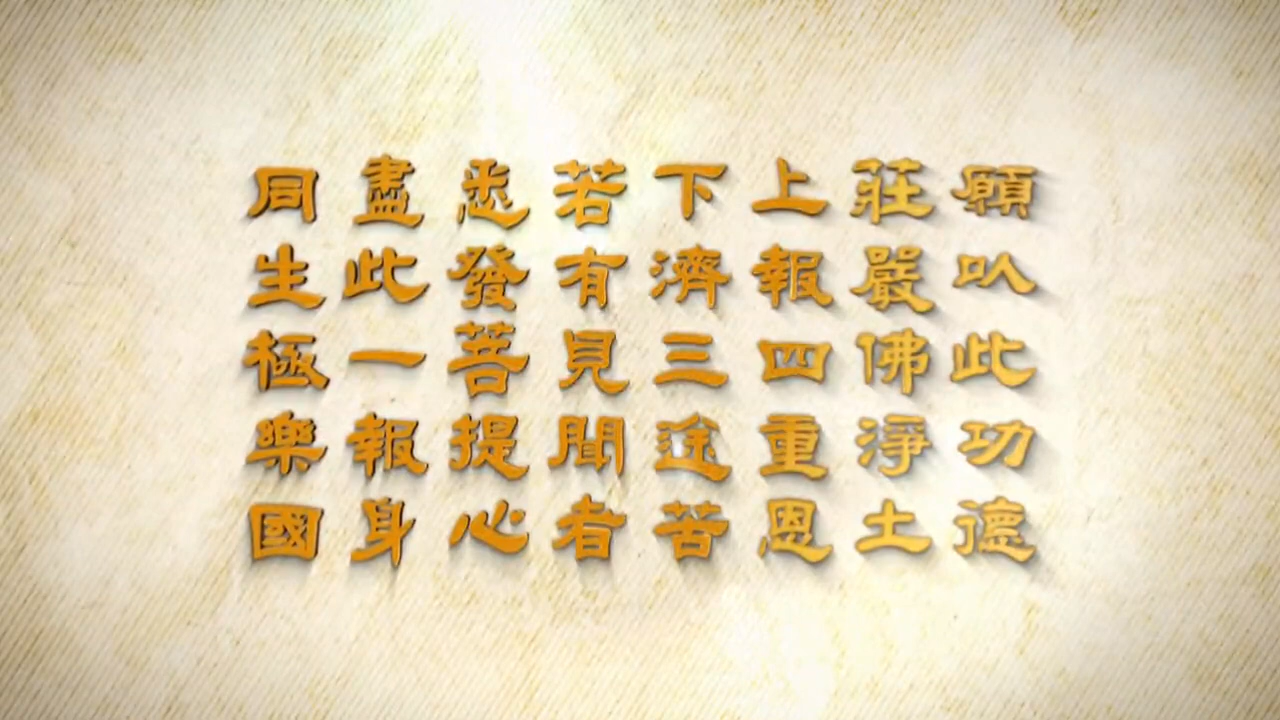 願㕥此功德
莊嚴佛淨土
上報四重恩
下濟三途苦
若有見聞者
悉發菩提心
盡此一報身
同生極樂國